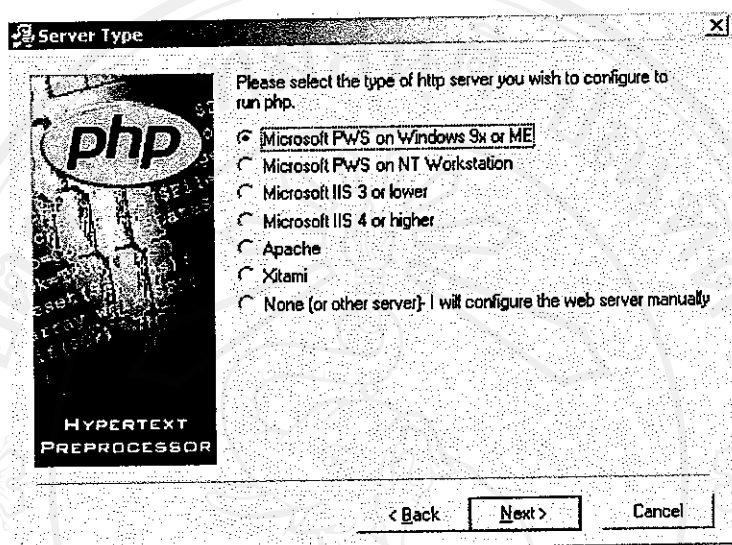 Server Type
Please select the type of http server you wish to configure to
run php.
php
Microsoft PWS on Windows 9x or ME
Microsoft PWS on NT Workstation
Microsoft IIS 3 or lower
Microsoft IIS 4 or higher
Apache
Xitami
None (or other server)- I will configure the web server manually
HYPERTEXT
PREPROCESSOR
< Back
Next >
Cancel